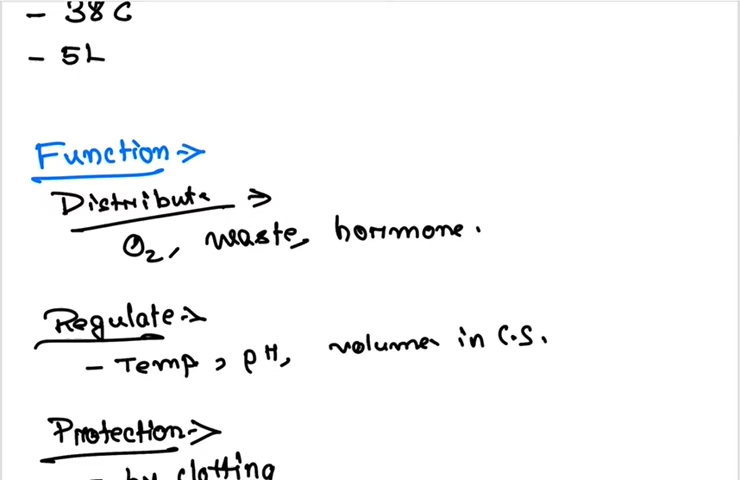 - 38 C
- 5L
Function →
Distribute →
O2, waste, hormone.
Regulate →
- Temp, pH, volume in C.S.
Protection →
- by clotting